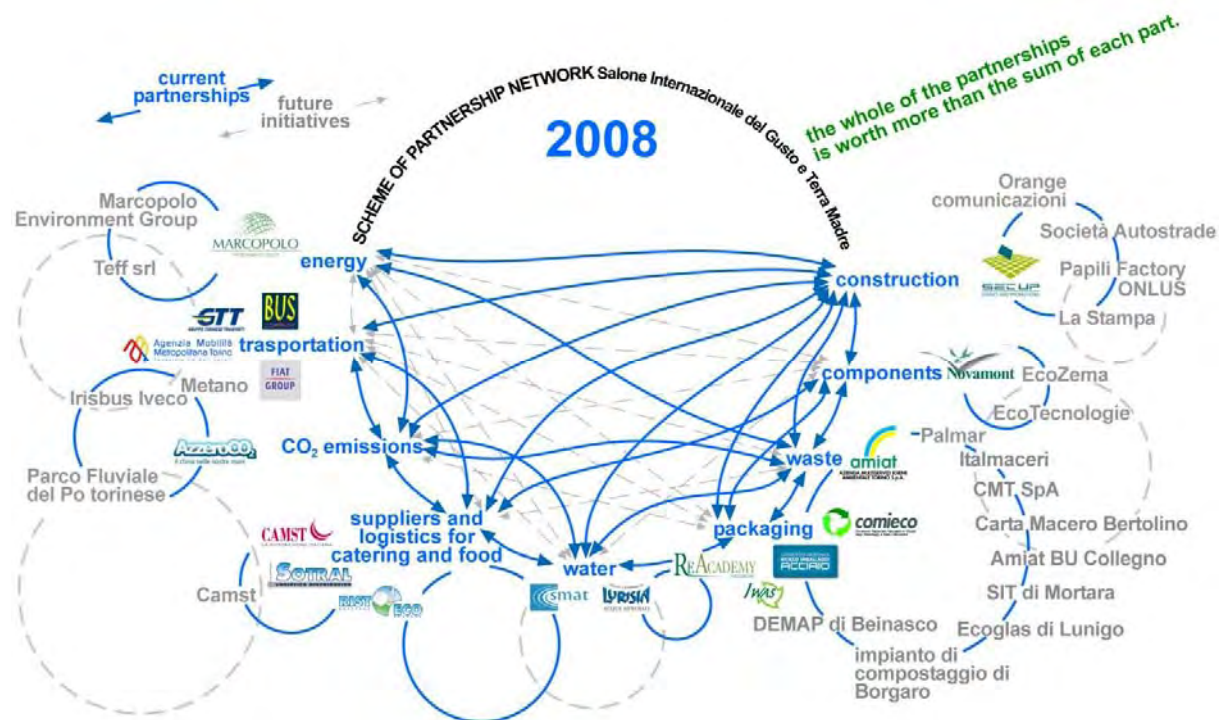 current
partnerships
future
initiatives
SCHEME OF PARTNERSHIP NETWORK Salone Internazionale del Gusto e Terra Madre
2008
the whole of the partnerships
is worth more than the sum of each part.
Marcopolo
Environment Group
MARCOPOLO
energy
Teff srl
GTT
BUS
Agenzia Mobilità
Metropolitana Torino
trasportation
FIAT
GROUP
Metano
Irisbus Iveco
AzzeroCO2
CO2 emissions
Parco Fluviale
del Po torinese
CAMST
suppliers and
logistics for
catering and food
SOTRAL
Camst
RIST ECO
water
smat
LURISIA
REACADEMY
JWAS
packaging
comieco
ACCIAIO
DEMAP di Beinasco
impianto di
compostaggio di
Borgaro
waste
amiat
Palmar
Italmaceri
CMT SpA
Carta Macero Bertolino
Amiat BU Collegno
SIT di Mortara
Ecoglas di Lunigo
components
Novamont
EcoZema
EcoTecnologie
construction
SECUP
Orange
comunicazioni
Società Autostrade
Papili Factory
ONLUS
La Stampa